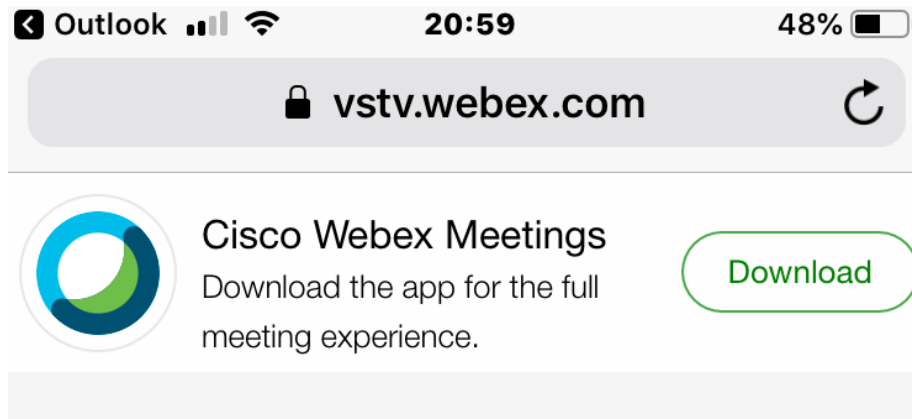 Outlook 20:59 48%
vstv.webex.com
Cisco Webex Meetings
Download the app for the full
meeting experience.
Download